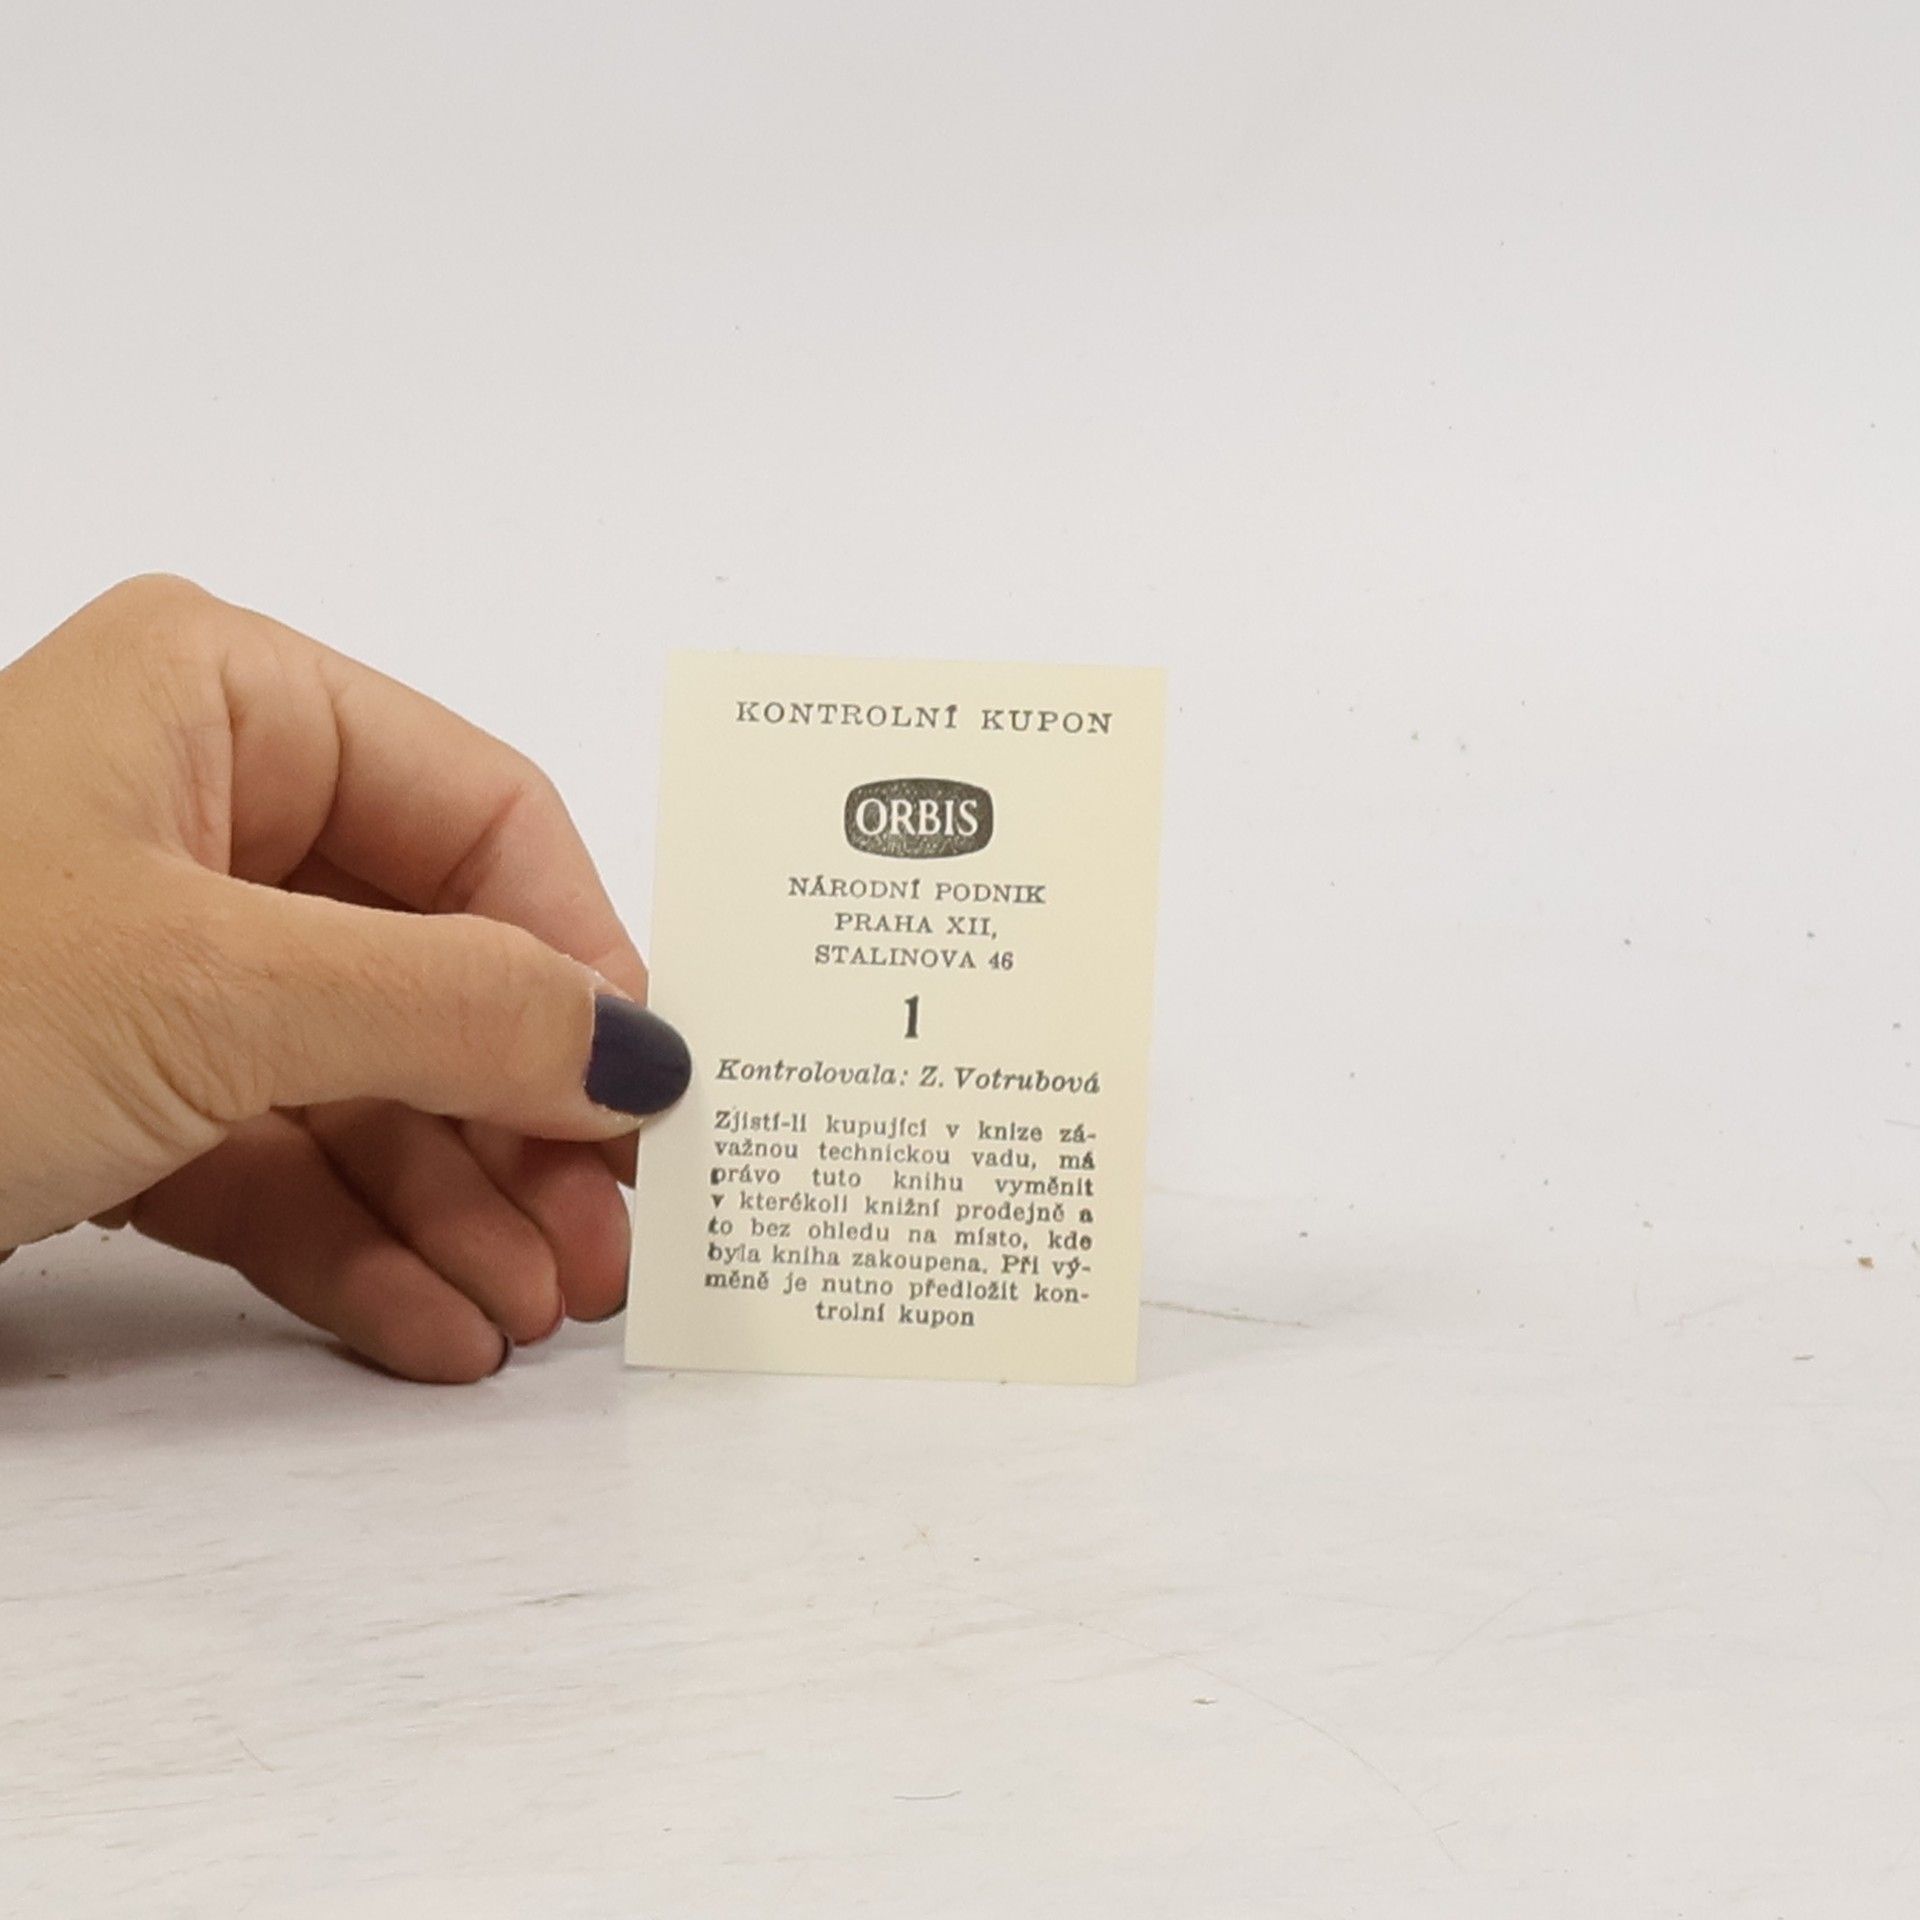 KONTROLNÍ KUPON
ORBIS
NÁRODNÍ PODNIK
PRAHA XII,
STALINOVA 46
1
Kontrolovala: Z. Votrubová
Zjistí-li kupující v knize zá-
važnou technickou vadu, má
právo tuto knihu vyměnit
v kterékoli knižní prodejně a
to bez ohledu na místo, kde
byla kniha zakoupena. Při vý-
měně je nutno předložit kon-
trolní kupon